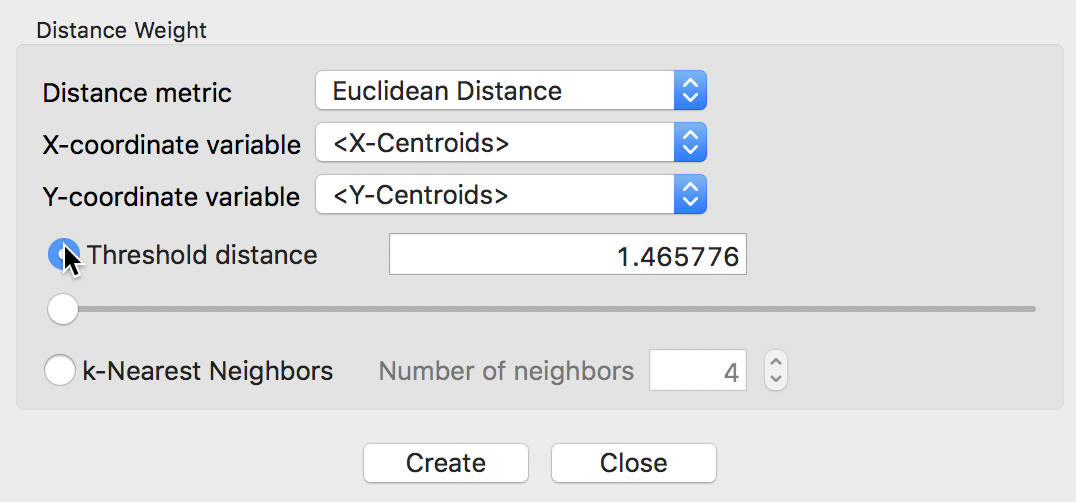 Distance Weight
Distance metric Euclidean Distance
X-coordinate variable <X-Centroids>
Y-coordinate variable <Y-Centroids>
Threshold distance 1.465776
k-Nearest Neighbors Number of neighbors 4
Create Close